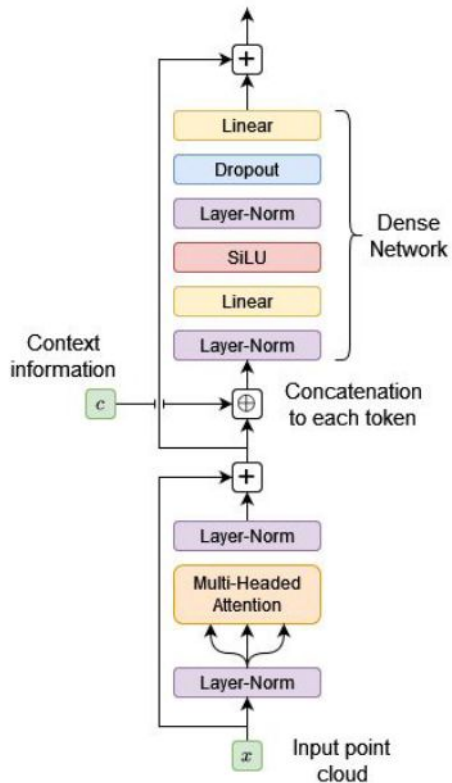 +
Linear
Dropout
Layer-Norm
SiLU
Linear
Layer-Norm
Dense
Network
Context
information
c
⊕
Concatenation
to each token
+
Layer-Norm
Multi-Headed
Attention
Layer-Norm
x
Input point
cloud